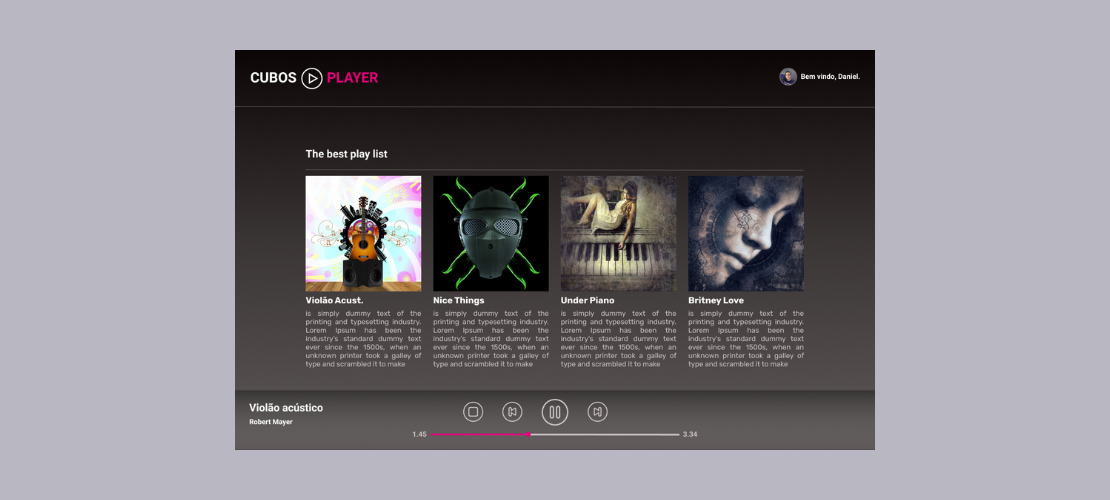 CUBOS PLAYER
Bem vindo, Daniel.
The best play list
Violão Acust.
is simply dummy text of the
printing and typesetting industry.
Lorem Ipsum has been the
industry's standard dummy text
ever since the 1500s, when an
unknown printer took a galley of
type and scrambled it to make
Nice Things
is simply dummy text of the
printing and typesetting industry.
Lorem Ipsum has been the
industry's standard dummy text
ever since the 1500s, when an
unknown printer took a galley of
type and scrambled it to make
Under Piano
is simply dummy text of the
printing and typesetting industry.
Lorem Ipsum has been the
industry's standard dummy text
ever since the 1500s, when an
unknown printer took a galley of
type and scrambled it to make
Britney Love
is simply dummy text of the
printing and typesetting industry.
Lorem Ipsum has been the
industry's standard dummy text
ever since the 1500s, when an
unknown printer took a galley of
type and scrambled it to make
Violão acústico
Robert Mayer
1.45
3.34